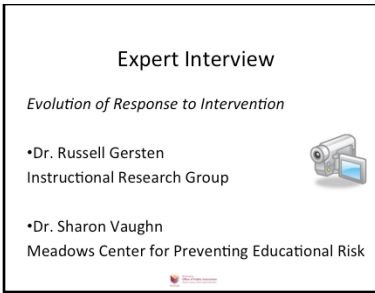 Expert Interview
Evolution of Response to Intervention
•Dr. Russell Gersten
Instructional Research Group
•Dr. Sharon Vaughn
Meadows Center for Preventing Educational Risk